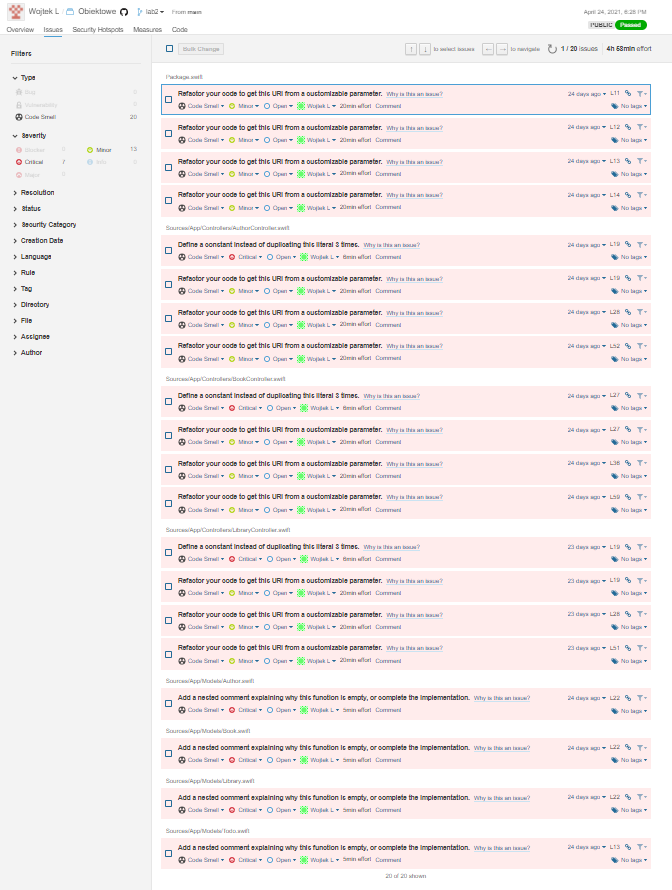 Wojtek L / Obiektowe lab2 From main
April 24, 2021, 8:28 PM
PUBLIC Passed
Overview Issues Security Hotspots Measures Code
Filters
Type
Bug 0
Vulnerability 0
Code Smell 20
Severity
Blocker 0 Minor 13
Critical 7 Info 0
Major 0
Resolution
Status
Security Category
Creation Date
Language
Rule
Tag
Directory
File
Assignee
Author
Bulk Change
↑ ↓ to select issues ← → to navigate 1 / 20 issues 4h 53min effort
Package.swift
Refactor your code to get this URI from a customizable parameter. Why is this an issue? 24 days ago L11
Code Smell Minor Open Wojtek L 20min effort Comment No tags
Refactor your code to get this URI from a customizable parameter. Why is this an issue? 24 days ago L12
Code Smell Minor Open Wojtek L 20min effort Comment No tags
Refactor your code to get this URI from a customizable parameter. Why is this an issue? 24 days ago L13
Code Smell Minor Open Wojtek L 20min effort Comment No tags
Refactor your code to get this URI from a customizable parameter. Why is this an issue? 24 days ago L14
Code Smell Minor Open Wojtek L 20min effort Comment No tags
Sources/App/Controllers/AuthorController.swift
Define a constant instead of duplicating this literal 3 times. Why is this an issue? 24 days ago L19
Code Smell Critical Open Wojtek L 6min effort Comment No tags
Refactor your code to get this URI from a customizable parameter. Why is this an issue? 24 days ago L19
Code Smell Minor Open Wojtek L 20min effort Comment No tags
Refactor your code to get this URI from a customizable parameter. Why is this an issue? 24 days ago L28
Code Smell Minor Open Wojtek L 20min effort Comment No tags
Refactor your code to get this URI from a customizable parameter. Why is this an issue? 24 days ago L52
Code Smell Minor Open Wojtek L 20min effort Comment No tags
Sources/App/Controllers/BookController.swift
Define a constant instead of duplicating this literal 3 times. Why is this an issue? 24 days ago L27
Code Smell Critical Open Wojtek L 6min effort Comment No tags
Refactor your code to get this URI from a customizable parameter. Why is this an issue? 24 days ago L27
Code Smell Minor Open Wojtek L 20min effort Comment No tags
Refactor your code to get this URI from a customizable parameter. Why is this an issue? 24 days ago L36
Code Smell Minor Open Wojtek L 20min effort Comment No tags
Refactor your code to get this URI from a customizable parameter. Why is this an issue? 24 days ago L59
Code Smell Minor Open Wojtek L 20min effort Comment No tags
Sources/App/Controllers/LibraryController.swift
Define a constant instead of duplicating this literal 3 times. Why is this an issue? 23 days ago L19
Code Smell Critical Open Wojtek L 6min effort Comment No tags
Refactor your code to get this URI from a customizable parameter. Why is this an issue? 23 days ago L19
Code Smell Minor Open Wojtek L 20min effort Comment No tags
Refactor your code to get this URI from a customizable parameter. Why is this an issue? 23 days ago L28
Code Smell Minor Open Wojtek L 20min effort Comment No tags
Refactor your code to get this URI from a customizable parameter. Why is this an issue? 23 days ago L51
Code Smell Minor Open Wojtek L 20min effort Comment No tags
Sources/App/Models/Author.swift
Add a nested comment explaining why this function is empty, or complete the implementation. Why is this an issue? 24 days ago L22
Code Smell Critical Open Wojtek L 5min effort Comment No tags
Sources/App/Models/Book.swift
Add a nested comment explaining why this function is empty, or complete the implementation. Why is this an issue? 24 days ago L22
Code Smell Critical Open Wojtek L 5min effort Comment No tags
Sources/App/Models/Library.swift
Add a nested comment explaining why this function is empty, or complete the implementation. Why is this an issue? 24 days ago L22
Code Smell Critical Open Wojtek L 5min effort Comment No tags
Sources/App/Models/Todo.swift
Add a nested comment explaining why this function is empty, or complete the implementation. Why is this an issue? 24 days ago L13
Code Smell Critical Open Wojtek L 5min effort Comment No tags
20 of 20 shown